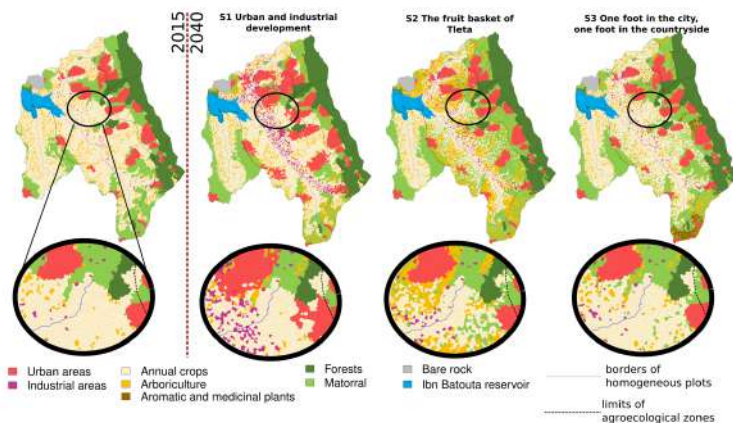 2015
2040
S1 Urban and industrial
development
S2 The fruit basket of
Tleta
S3 One foot in the city,
one foot in the countryside
Urban areas
Industrial areas
Annual crops
Arboriculture
Aromatic and medicinal plants
Forests
Matorral
Bare rock
Ibn Batouta reservoir
borders of
homogeneous plots
limits of
agroecological zones